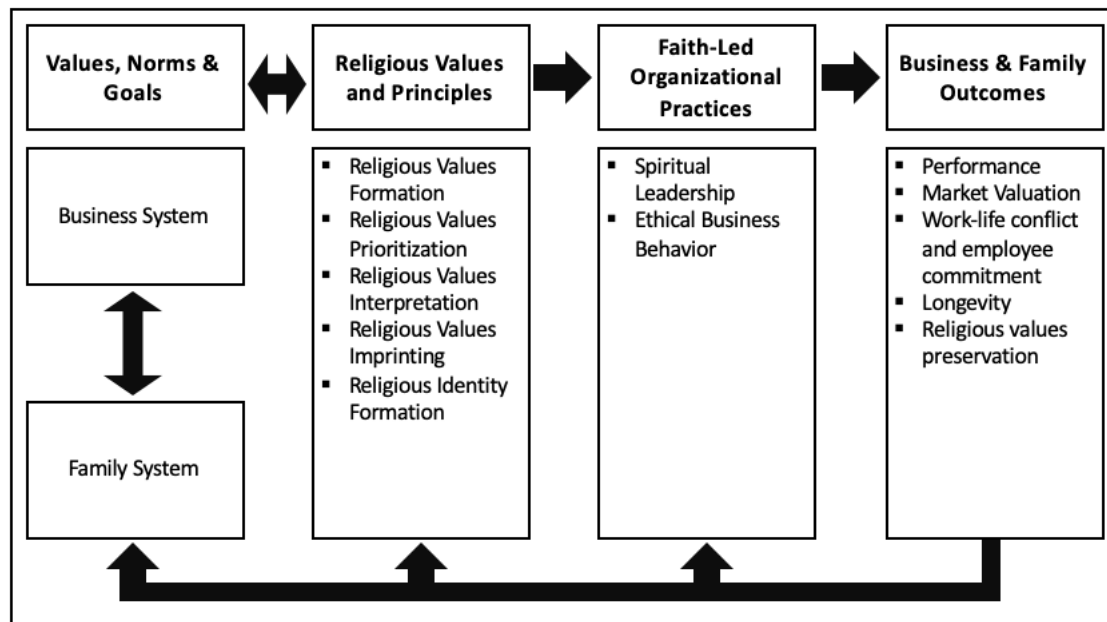 Values, Norms &
Goals
Religious Values
and Principles
Faith-Led
Organizational
Practices
Business & Family
Outcomes
Business System
Family System
▪ Religious Values
Formation
▪ Religious Values
Prioritization
▪ Religious Values
Interpretation
▪ Religious Values
Imprinting
▪ Religious Identity
Formation
▪ Spiritual
Leadership
▪ Ethical Business
Behavior
▪ Performance
▪ Market Valuation
▪ Work-life conflict
and employee
commitment
▪ Longevity
▪ Religious values
preservation